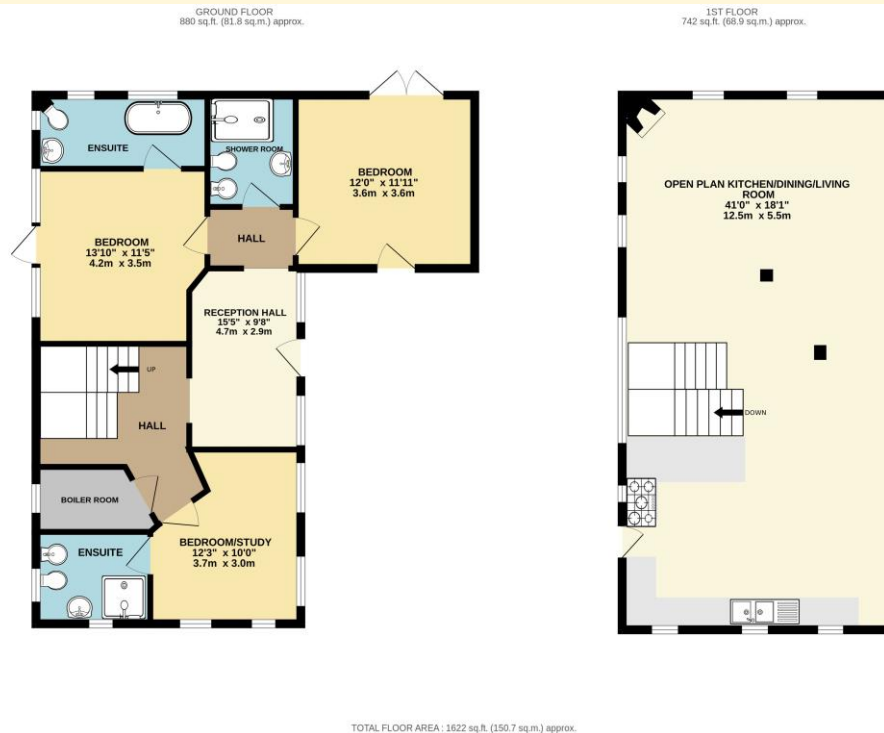 GROUND FLOOR
880 sq.ft. (81.8 sq.m.) approx.
1ST FLOOR
742 sq.ft. (68.9 sq.m.) approx.
ENSUITE
SHOWER ROOM
BEDROOM
12'0" x 11'11"
3.6m x 3.6m
BEDROOM
13'10" x 11'5"
4.2m x 3.5m
HALL
RECEPTION HALL
15'5" x 9'8"
4.7m x 2.9m
UP
HALL
BOILER ROOM
ENSUITE
BEDROOM/STUDY
12'3" x 10'0"
3.7m x 3.0m
OPEN PLAN KITCHEN/DINING/LIVING
ROOM
41'0" x 18'1"
12.5m x 5.5m
DOWN
TOTAL FLOOR AREA : 1622 sq.ft. (150.7 sq.m.) approx.